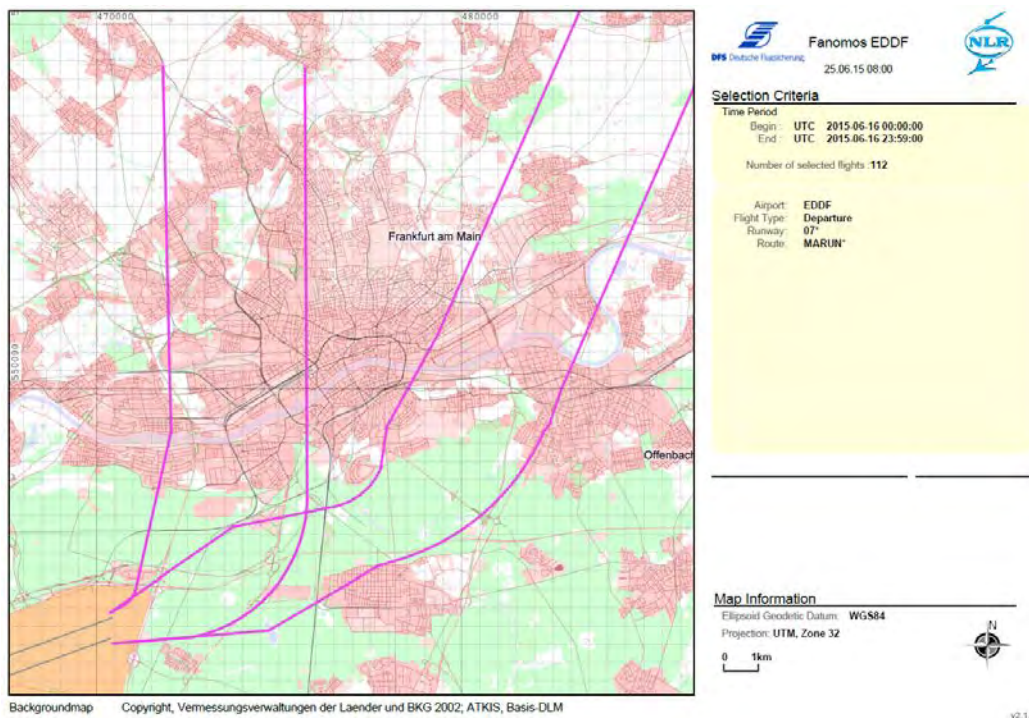 470000
480000
550000
Frankfurt am Main
Offenbach
Backgroundmap Copyright, Vermessungsverwaltungen der Laender und BKG 2002; ATKIS, Basis-DLM
DFS Deutsche Flugsicherung
Fanomos EDDF
25.06.15 08:00
NLR
Selection Criteria
Time Period
Begin : UTC 2015-06-16 00:00:00
End : UTC 2015-06-16 23:59:00
Number of selected flights : 112
Airport: EDDF
Flight Type: Departure
Runway: 07*
Route: MARUN*
Map Information
Ellipsoid Geodetic Datum: WGS84
Projection: UTM, Zone 32
0 1km
N